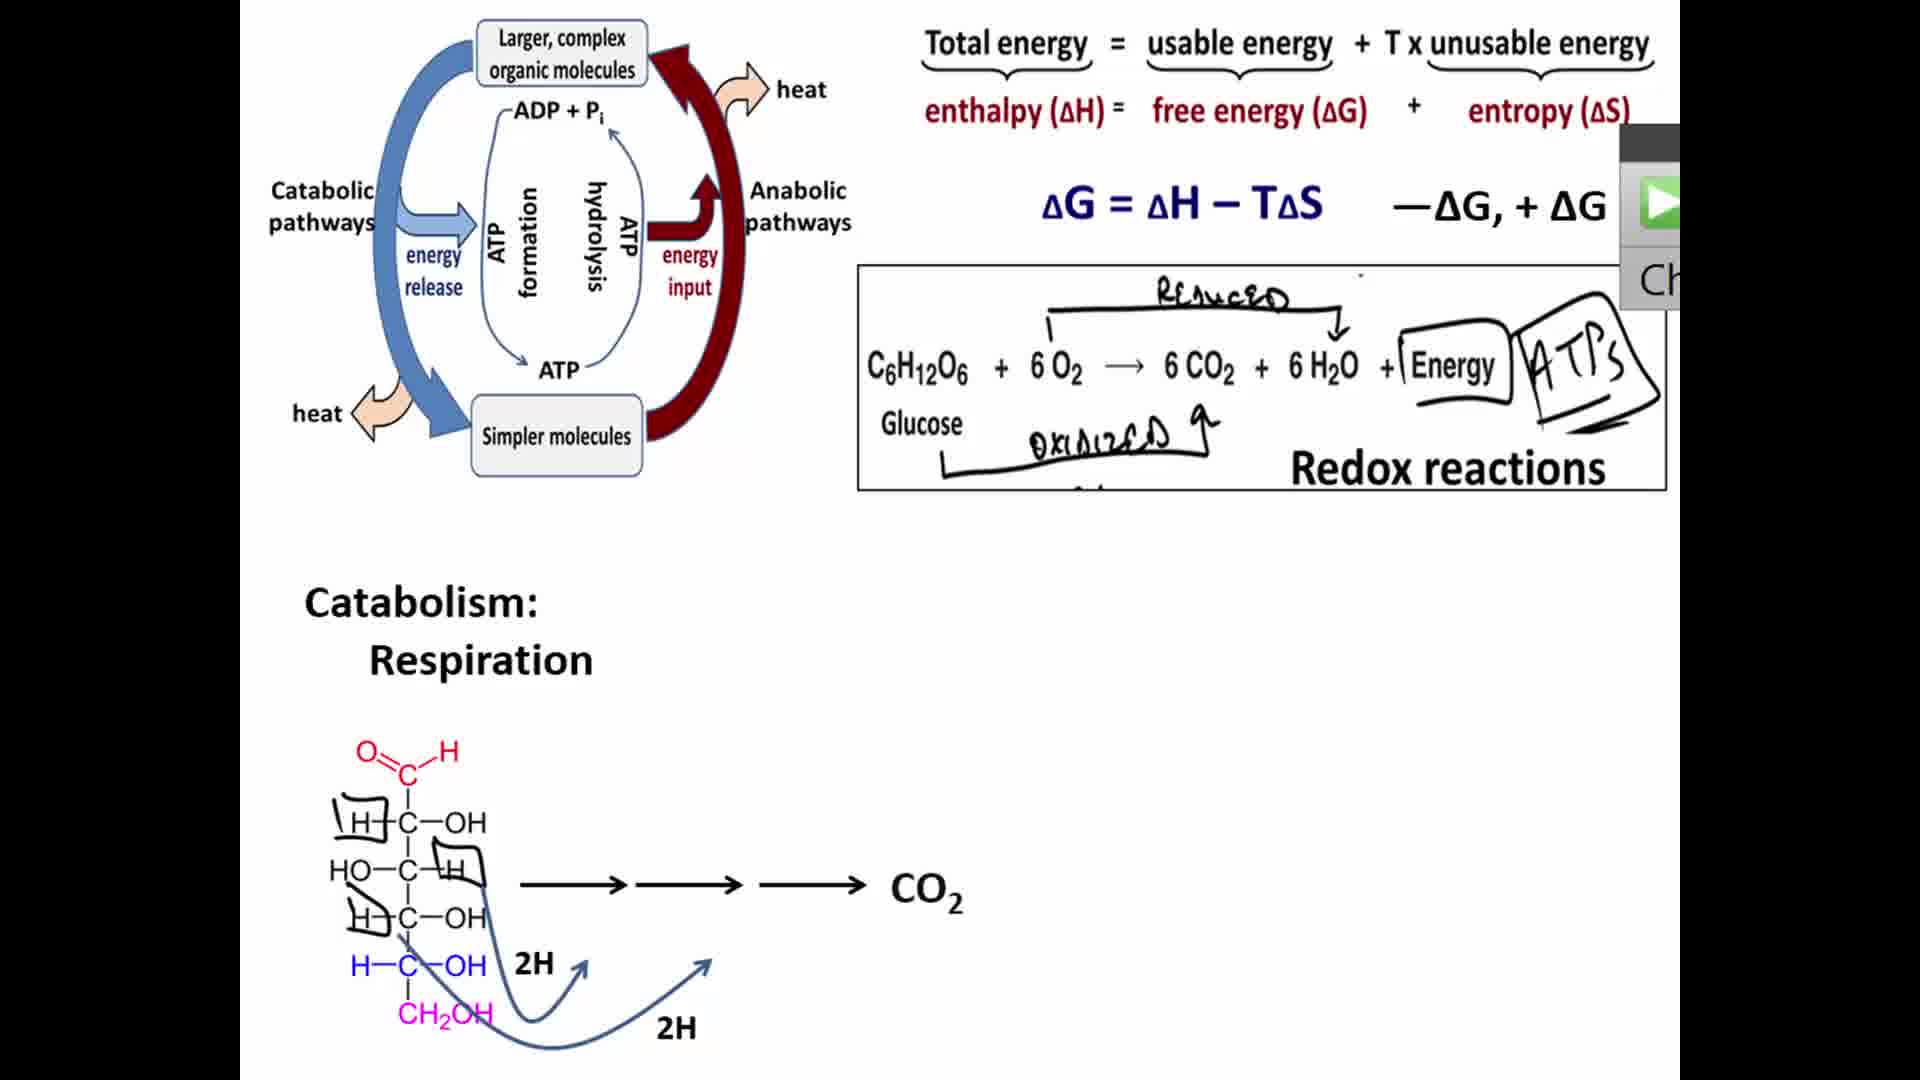 Larger, complex
organic molecules
ADP + Pi
heat
Catabolic
pathways
energy
release
ATP
formation
hydrolysis
ATP
energy
input
Anabolic
pathways
ATP
heat
Simpler molecules
Total energy = usable energy + T x unusable energy
enthalpy (ΔH) = free energy (ΔG) + entropy (ΔS)
ΔG = ΔH – TΔS —ΔG, + ΔG
Ch
REDUCED
C6H12O6 + 6 O2 → 6 CO2 + 6 H2O + Energy ATPs
Glucose
OXIDIZED
Redox reactions
Catabolism:
Respiration
O H
C
H C OH
HO C H
H C OH
H C OH
CH2OH
CO2
2H
2H